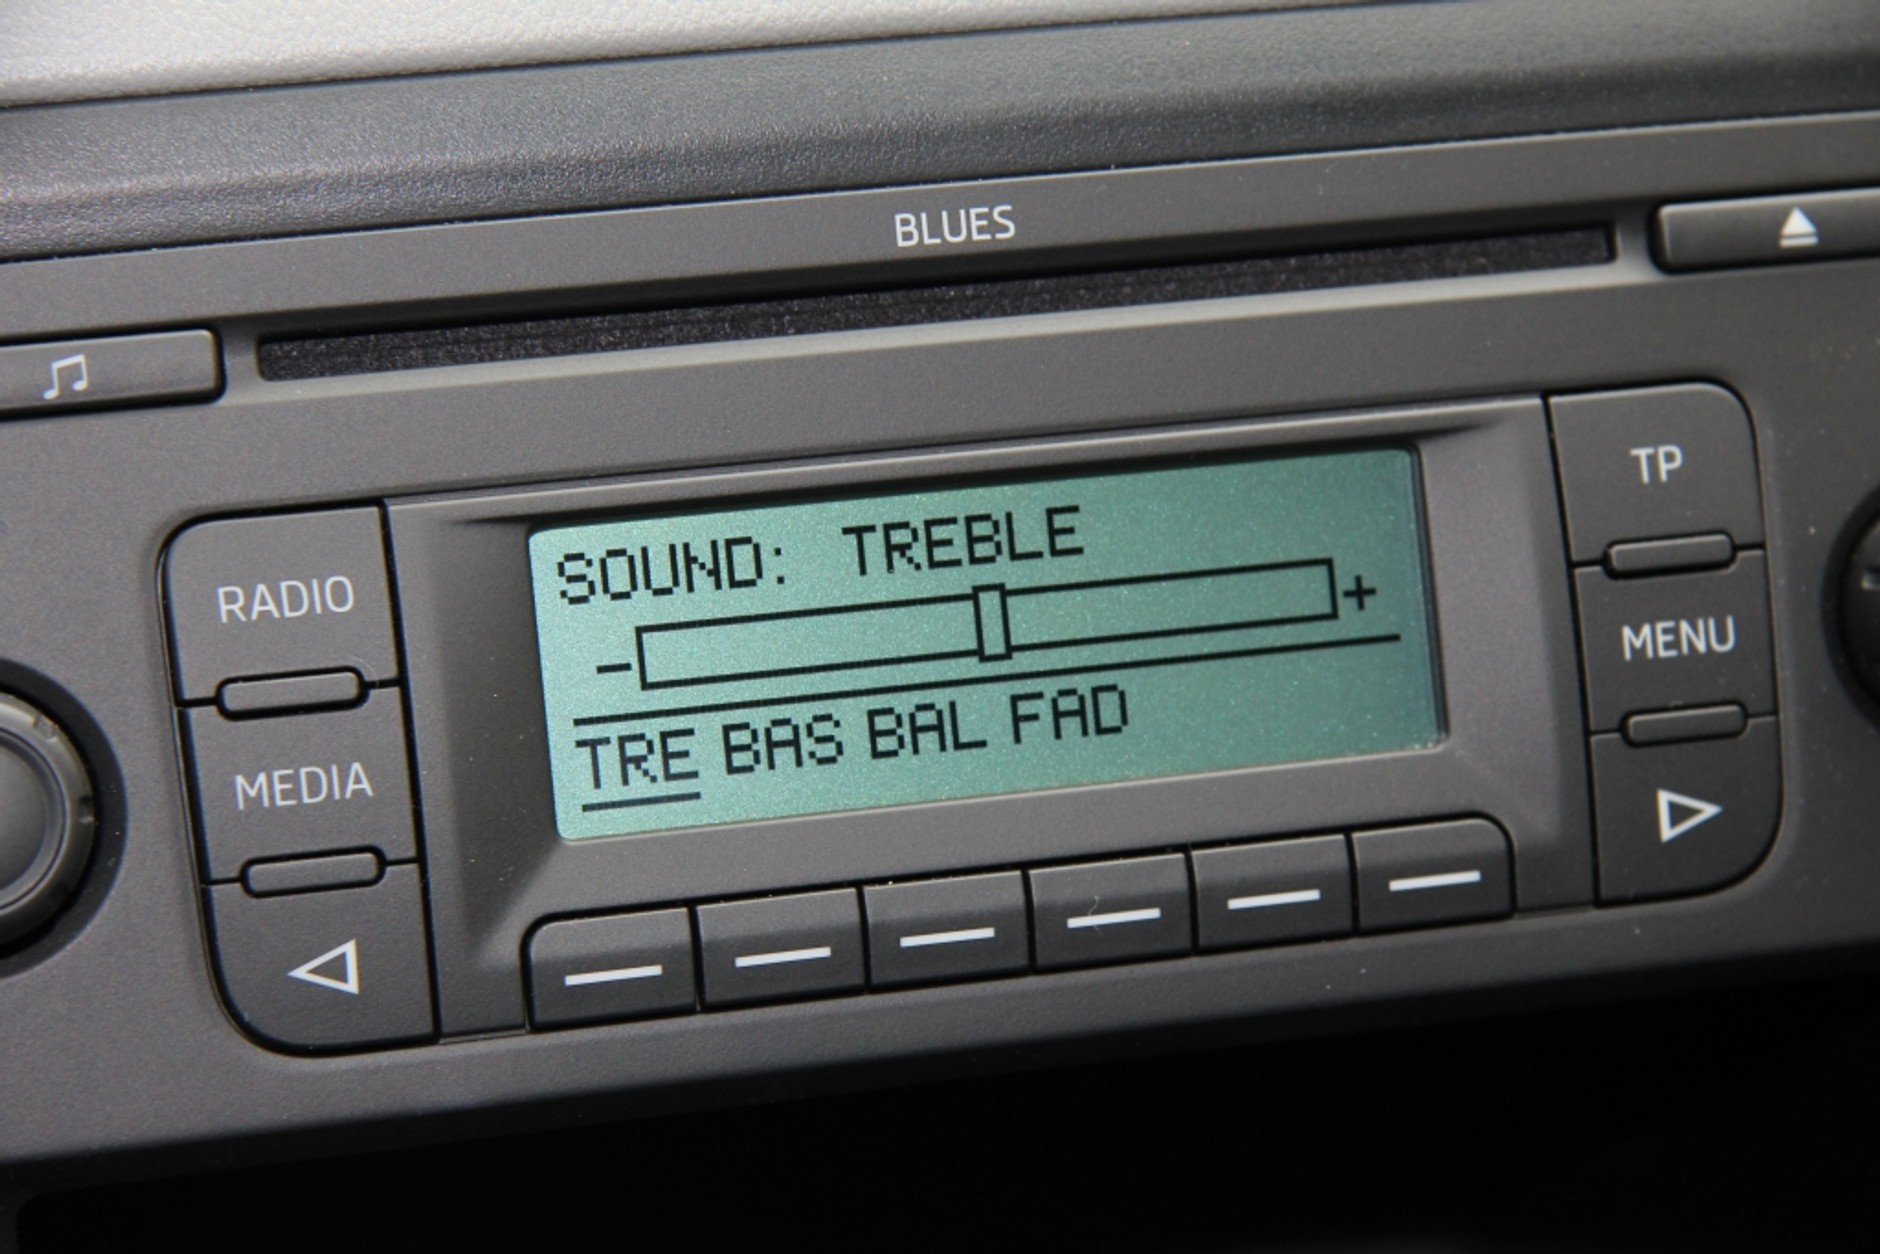 BLUES
RADIO
MEDIA
SOUND: TREBLE
- +
TRE BAS BAL FAD
TP
MENU